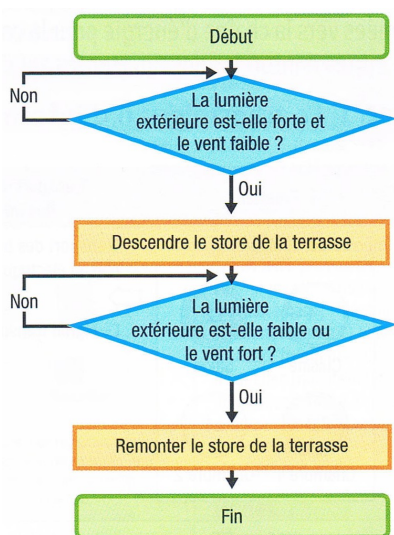 Début
Non
La lumière
extérieure est-elle forte et
le vent faible ?
Oui
Descendre le store de la terrasse
Non
La lumière
extérieure est-elle faible ou
le vent fort ?
Oui
Remonter le store de la terrasse
Fin